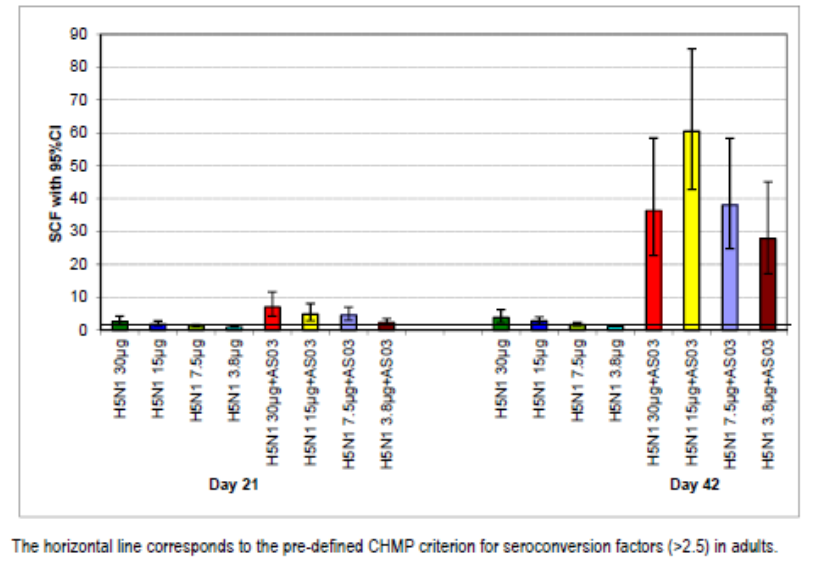 90
80
70
60
50
40
30
20
10
0
SCF with 95%CI
H5N1 30µg
H5N1 15µg
H5N1 7.5µg
H5N1 3.8µg
H5N1 30µg+AS03
H5N1 15µg+AS03
H5N1 7.5µg+AS03
H5N1 3.8µg+AS03
H5N1 30µg
H5N1 15µg
H5N1 7.5µg
H5N1 3.8µg
H5N1 30µg+AS03
H5N1 15µg+AS03
H5N1 7.5µg+AS03
H5N1 3.8µg+AS03
Day 21
Day 42
The horizontal line corresponds to the pre-defined CHMP criterion for seroconversion factors (>2.5) in adults.